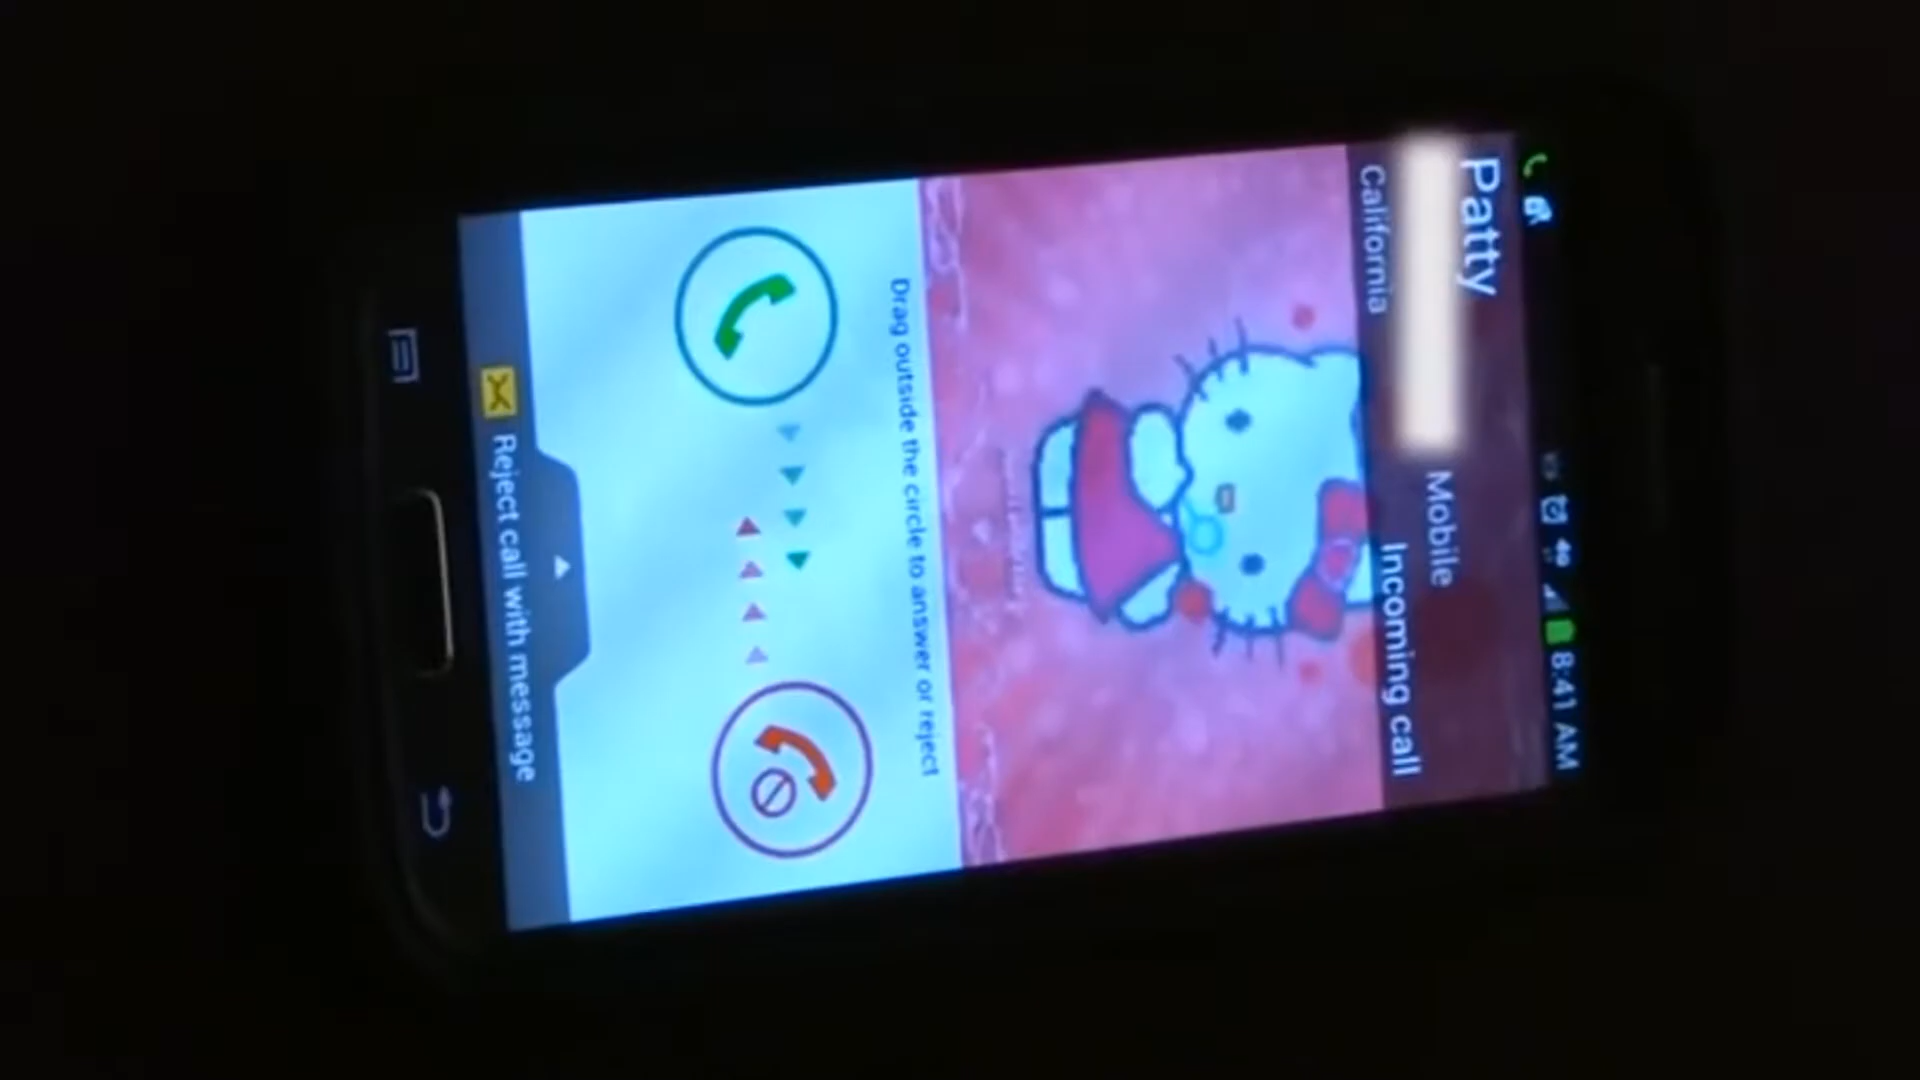 4G 8:41 AM
Patty
Mobile
California
Incoming call
Drag outside the circle to answer or reject
Reject call with message